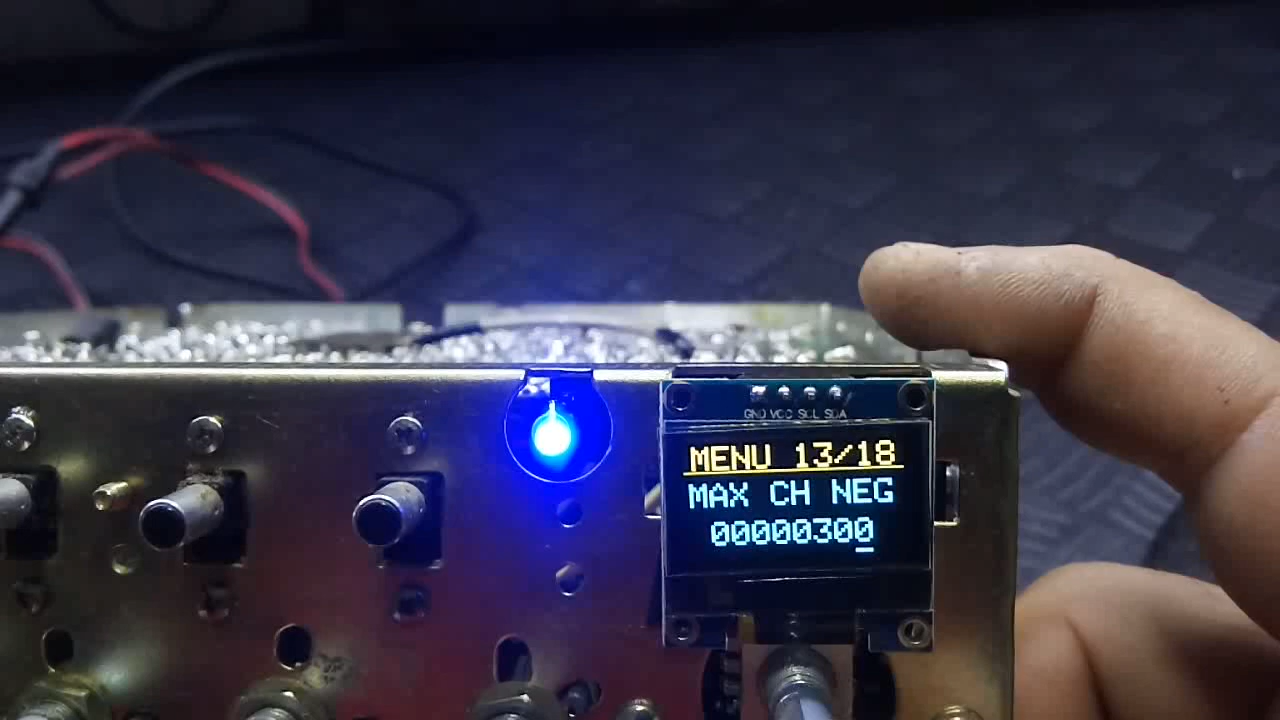 GND VCC SCL SDA
MENU 13/18
MAX CH NEG
00000300